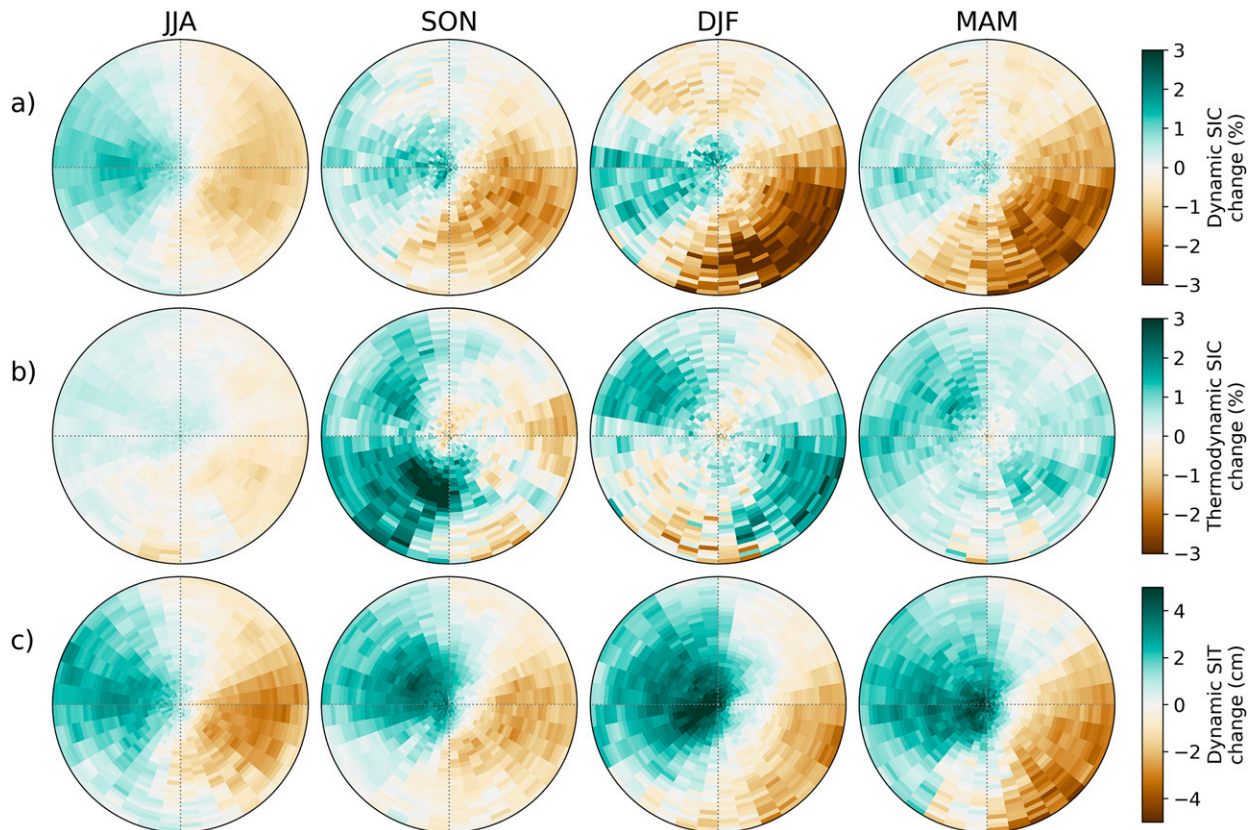 JJA SON DJF MAM
a)
3
2
1
0
−1
−2
−3
Dynamic SIC
change (%)
b)
3
2
1
0
−1
−2
−3
Thermodynamic SIC
change (%)
c)
4
2
0
−2
−4
Dynamic SIT
change (cm)